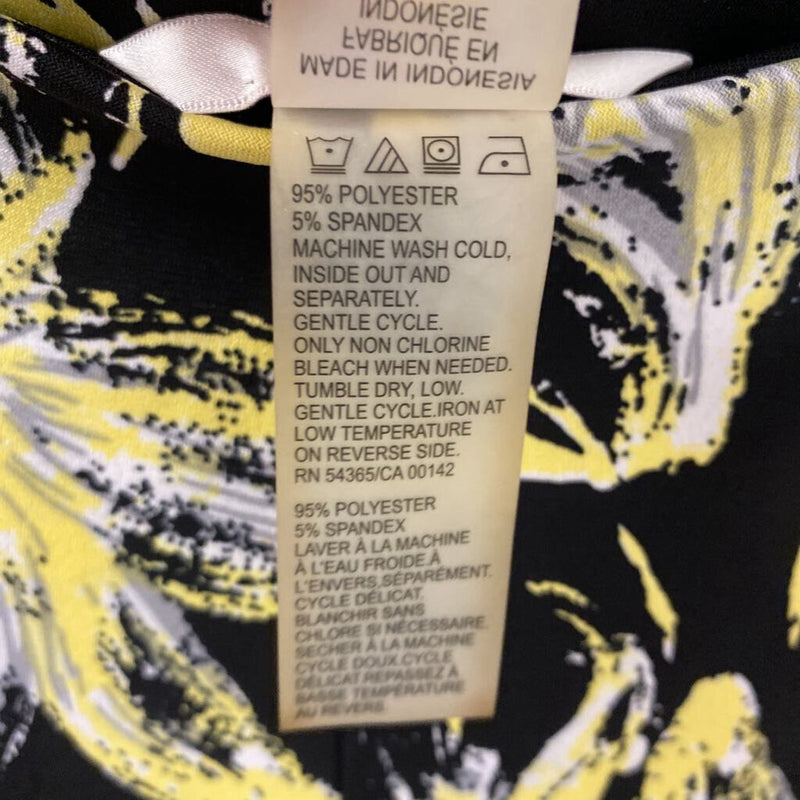 MADE IN INDONESIA
FABRIQUÉ EN
INDONÉSIE
95% POLYESTER
5% SPANDEX
MACHINE WASH COLD,
INSIDE OUT AND
SEPARATELY.
GENTLE CYCLE.
ONLY NON CHLORINE
BLEACH WHEN NEEDED.
TUMBLE DRY, LOW.
GENTLE CYCLE.IRON AT
LOW TEMPERATURE
ON REVERSE SIDE.
RN 54365/CA 00142
95% POLYESTER
5% SPANDEX
LAVER À LA MACHINE
À L'EAU FROIDE.À
L'ENVERS,SÉPARÉMENT.
CYCLE DÉLICAT.
BLANCHIR SANS
CHLORE SI NÉCESSAIRE.
SECHER À LA MACHINE
CYCLE DOUX.CYCLE
DÉLICAT.REPASSEZ À
BASSE TEMPÉRATURE
AU REVERS.